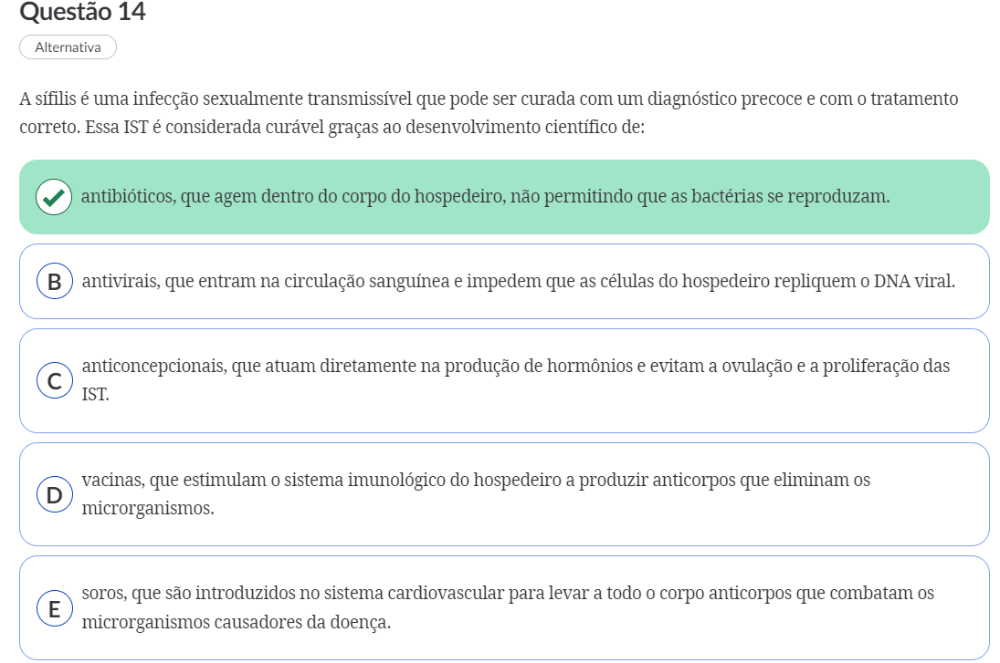 Questão 14
Alternativa
A sífilis é uma infecção sexualmente transmissível que pode ser curada com um diagnóstico precoce e com o tratamento
correto. Essa IST é considerada curável graças ao desenvolvimento científico de:
antibióticos, que agem dentro do corpo do hospedeiro, não permitindo que as bactérias se reproduzam.
B antivirais, que entram na circulação sanguínea e impedem que as células do hospedeiro repliquem o DNA viral.
C anticoncepcionais, que atuam diretamente na produção de hormônios e evitam a ovulação e a proliferação das
IST.
D vacinas, que estimulam o sistema imunológico do hospedeiro a produzir anticorpos que eliminam os
microrganismos.
E soros, que são introduzidos no sistema cardiovascular para levar a todo o corpo anticorpos que combatam os
microrganismos causadores da doença.